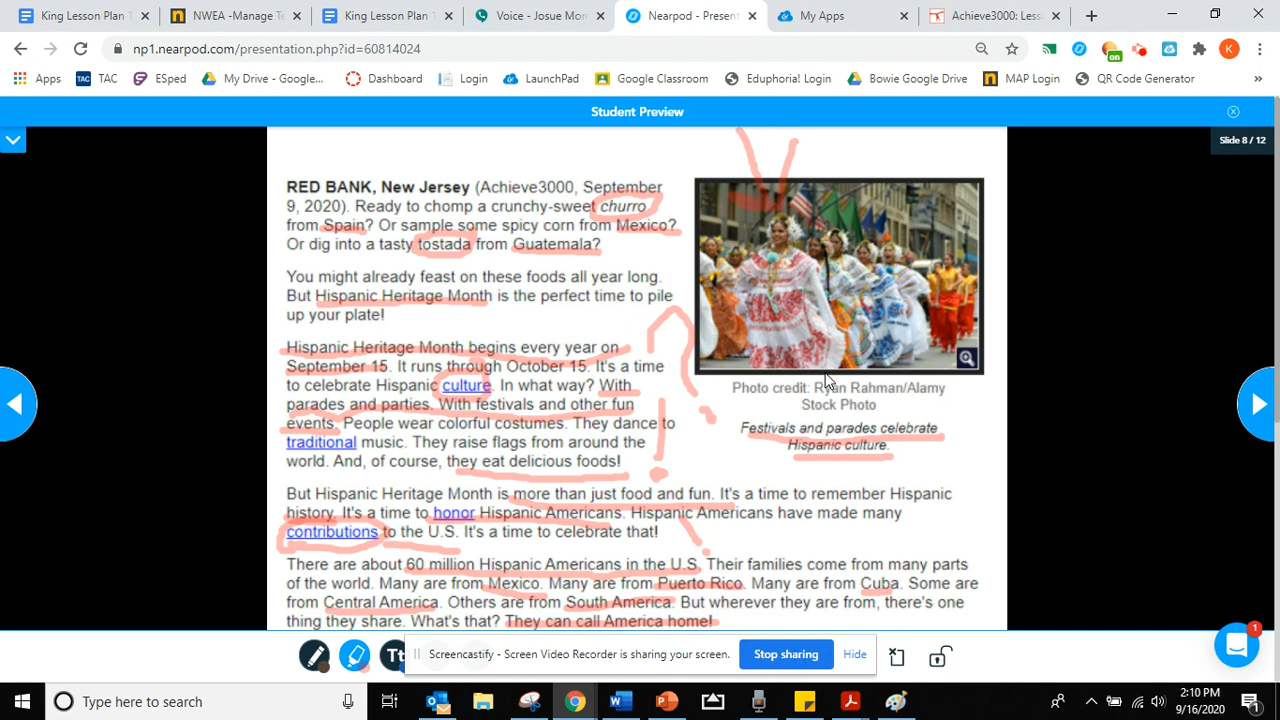 King Lesson Plan T
NWEA -Manage Te
King Lesson Plan T
Voice - Josue Mon
Nearpod - Present
My Apps
Achieve3000: Less
np1.nearpod.com/presentation.php?id=60814024
K
Apps
TAC
TAC
ESped
My Drive - Google...
Dashboard
Login
LaunchPad
Google Classroom
Eduphoria! Login
Bowie Google Drive
MAP Login
QR Code Generator
»
on
Student Preview
Slide 8 / 12
RED BANK, New Jersey (Achieve3000, September
9, 2020). Ready to chomp a crunchy-sweet churro
from Spain? Or sample some spicy corn from Mexico?
Or dig into a tasty tostada from Guatemala?
You might already feast on these foods all year long.
But Hispanic Heritage Month is the perfect time to pile
up your plate!
Hispanic Heritage Month begins every year on
September 15. It runs through October 15. It's a time
to celebrate Hispanic culture. In what way? With
parades and parties. With festivals and other fun
events. People wear colorful costumes. They dance to
traditional music. They raise flags from around the
world. And, of course, they eat delicious foods!
Photo credit: Ryan Rahman/Alamy
Stock Photo
Festivals and parades celebrate
Hispanic culture.
But Hispanic Heritage Month is more than just food and fun. It's a time to remember Hispanic
history. It's a time to honor Hispanic Americans. Hispanic Americans have made many
contributions to the U.S. It's a time to celebrate that!
There are about 60 million Hispanic Americans in the U.S. Their families come from many parts
of the world. Many are from Mexico. Many are from Puerto Rico. Many are from Cuba. Some are
from Central America. Others are from South America. But wherever they are from, there's one
thing they share. What's that? They can call America home!
Tt
Screencastify - Screen Video Recorder is sharing your screen.
Stop sharing
Hide
1
Type here to search
2:10 PM
9/16/2020
1